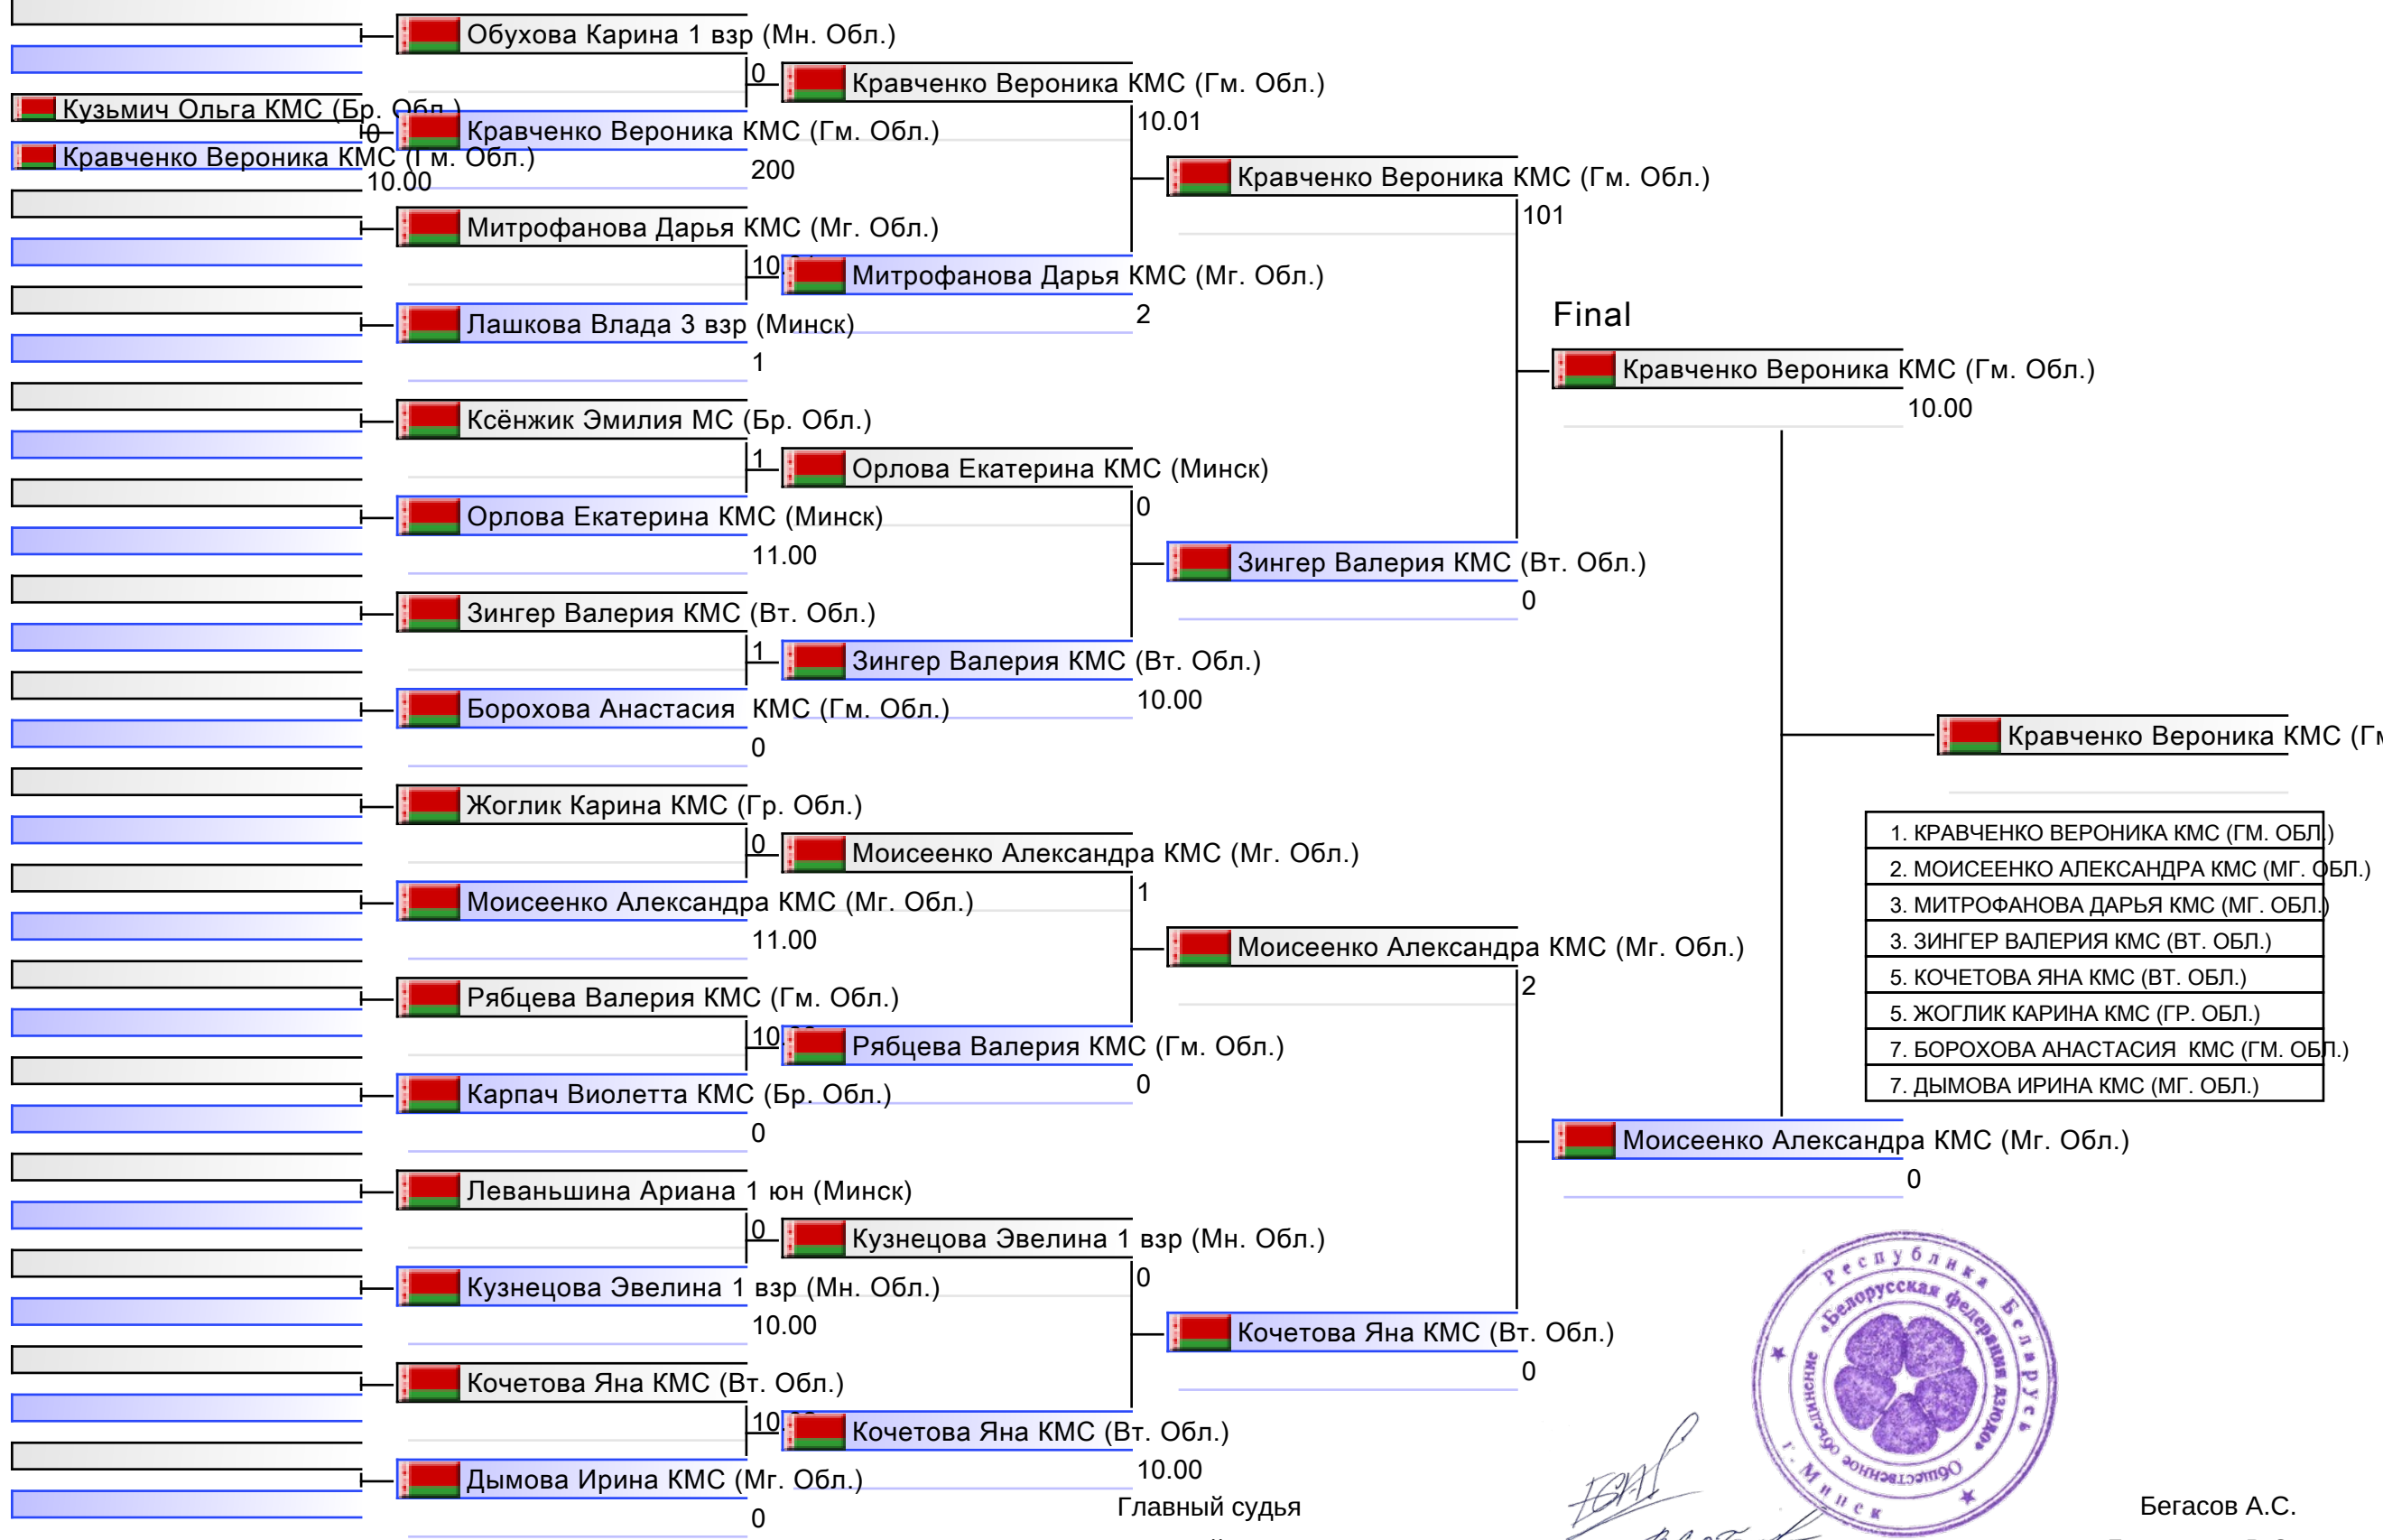 Обухова Карина 1 взр (Мн. Обл.)
0
Кравченко Вероника КМС (Гм. Обл.)
10.01
Кузьмич Ольга КМС (Бр. Обл.)
0
Кравченко Вероника КМС (Гм. Обл.)
200
Кравченко Вероника КМС (Гм. Обл.)
10.00
Кравченко Вероника КМС (Гм. Обл.)
101
Митрофанова Дарья КМС (Мг. Обл.)
10
Митрофанова Дарья КМС (Мг. Обл.)
2
Лашкова Влада 3 взр (Минск)
1
Final
Кравченко Вероника КМС (Гм. Обл.)
10.00
Ксёнжик Эмилия МС (Бр. Обл.)
1
Орлова Екатерина КМС (Минск)
0
Орлова Екатерина КМС (Минск)
11.00
Зингер Валерия КМС (Вт. Обл.)
0
Зингер Валерия КМС (Вт. Обл.)
1
Зингер Валерия КМС (Вт. Обл.)
10.00
Борохова Анастасия КМС (Гм. Обл.)
0
Кравченко Вероника КМС (Гм
Жоглик Карина КМС (Гр. Обл.)
0
Моисеенко Александра КМС (Мг. Обл.)
1
Моисеенко Александра КМС (Мг. Обл.)
11.00
Моисеенко Александра КМС (Мг. Обл.)
2
Рябцева Валерия КМС (Гм. Обл.)
10
Рябцева Валерия КМС (Гм. Обл.)
0
Карпач Виолетта КМС (Бр. Обл.)
0
1. КРАВЧЕНКО ВЕРОНИКА КМС (ГМ. ОБЛ.)
2. МОИСЕЕНКО АЛЕКСАНДРА КМС (МГ. ОБЛ.)
3. МИТРОФАНОВА ДАРЬЯ КМС (МГ. ОБЛ.)
3. ЗИНГЕР ВАЛЕРИЯ КМС (ВТ. ОБЛ.)
5. КОЧЕТОВА ЯНА КМС (ВТ. ОБЛ.)
5. ЖОГЛИК КАРИНА КМС (ГР. ОБЛ.)
7. БОРОХОВА АНАСТАСИЯ КМС (ГМ. ОБЛ.)
7. ДЫМОВА ИРИНА КМС (МГ. ОБЛ.)
Моисеенко Александра КМС (Мг. Обл.)
0
Леваньшина Ариана 1 юн (Минск)
0
Кузнецова Эвелина 1 взр (Мн. Обл.)
0
Кузнецова Эвелина 1 взр (Мн. Обл.)
10.00
Кочетова Яна КМС (Вт. Обл.)
0
Кочетова Яна КМС (Вт. Обл.)
10
Кочетова Яна КМС (Вт. Обл.)
10.00
Дымова Ирина КМС (Мг. Обл.)
0
Республика Беларусь
г. Минск
Общественное объединение
«Белорусская федерация дзюдо»
Главный судья
Бегасов А.С.